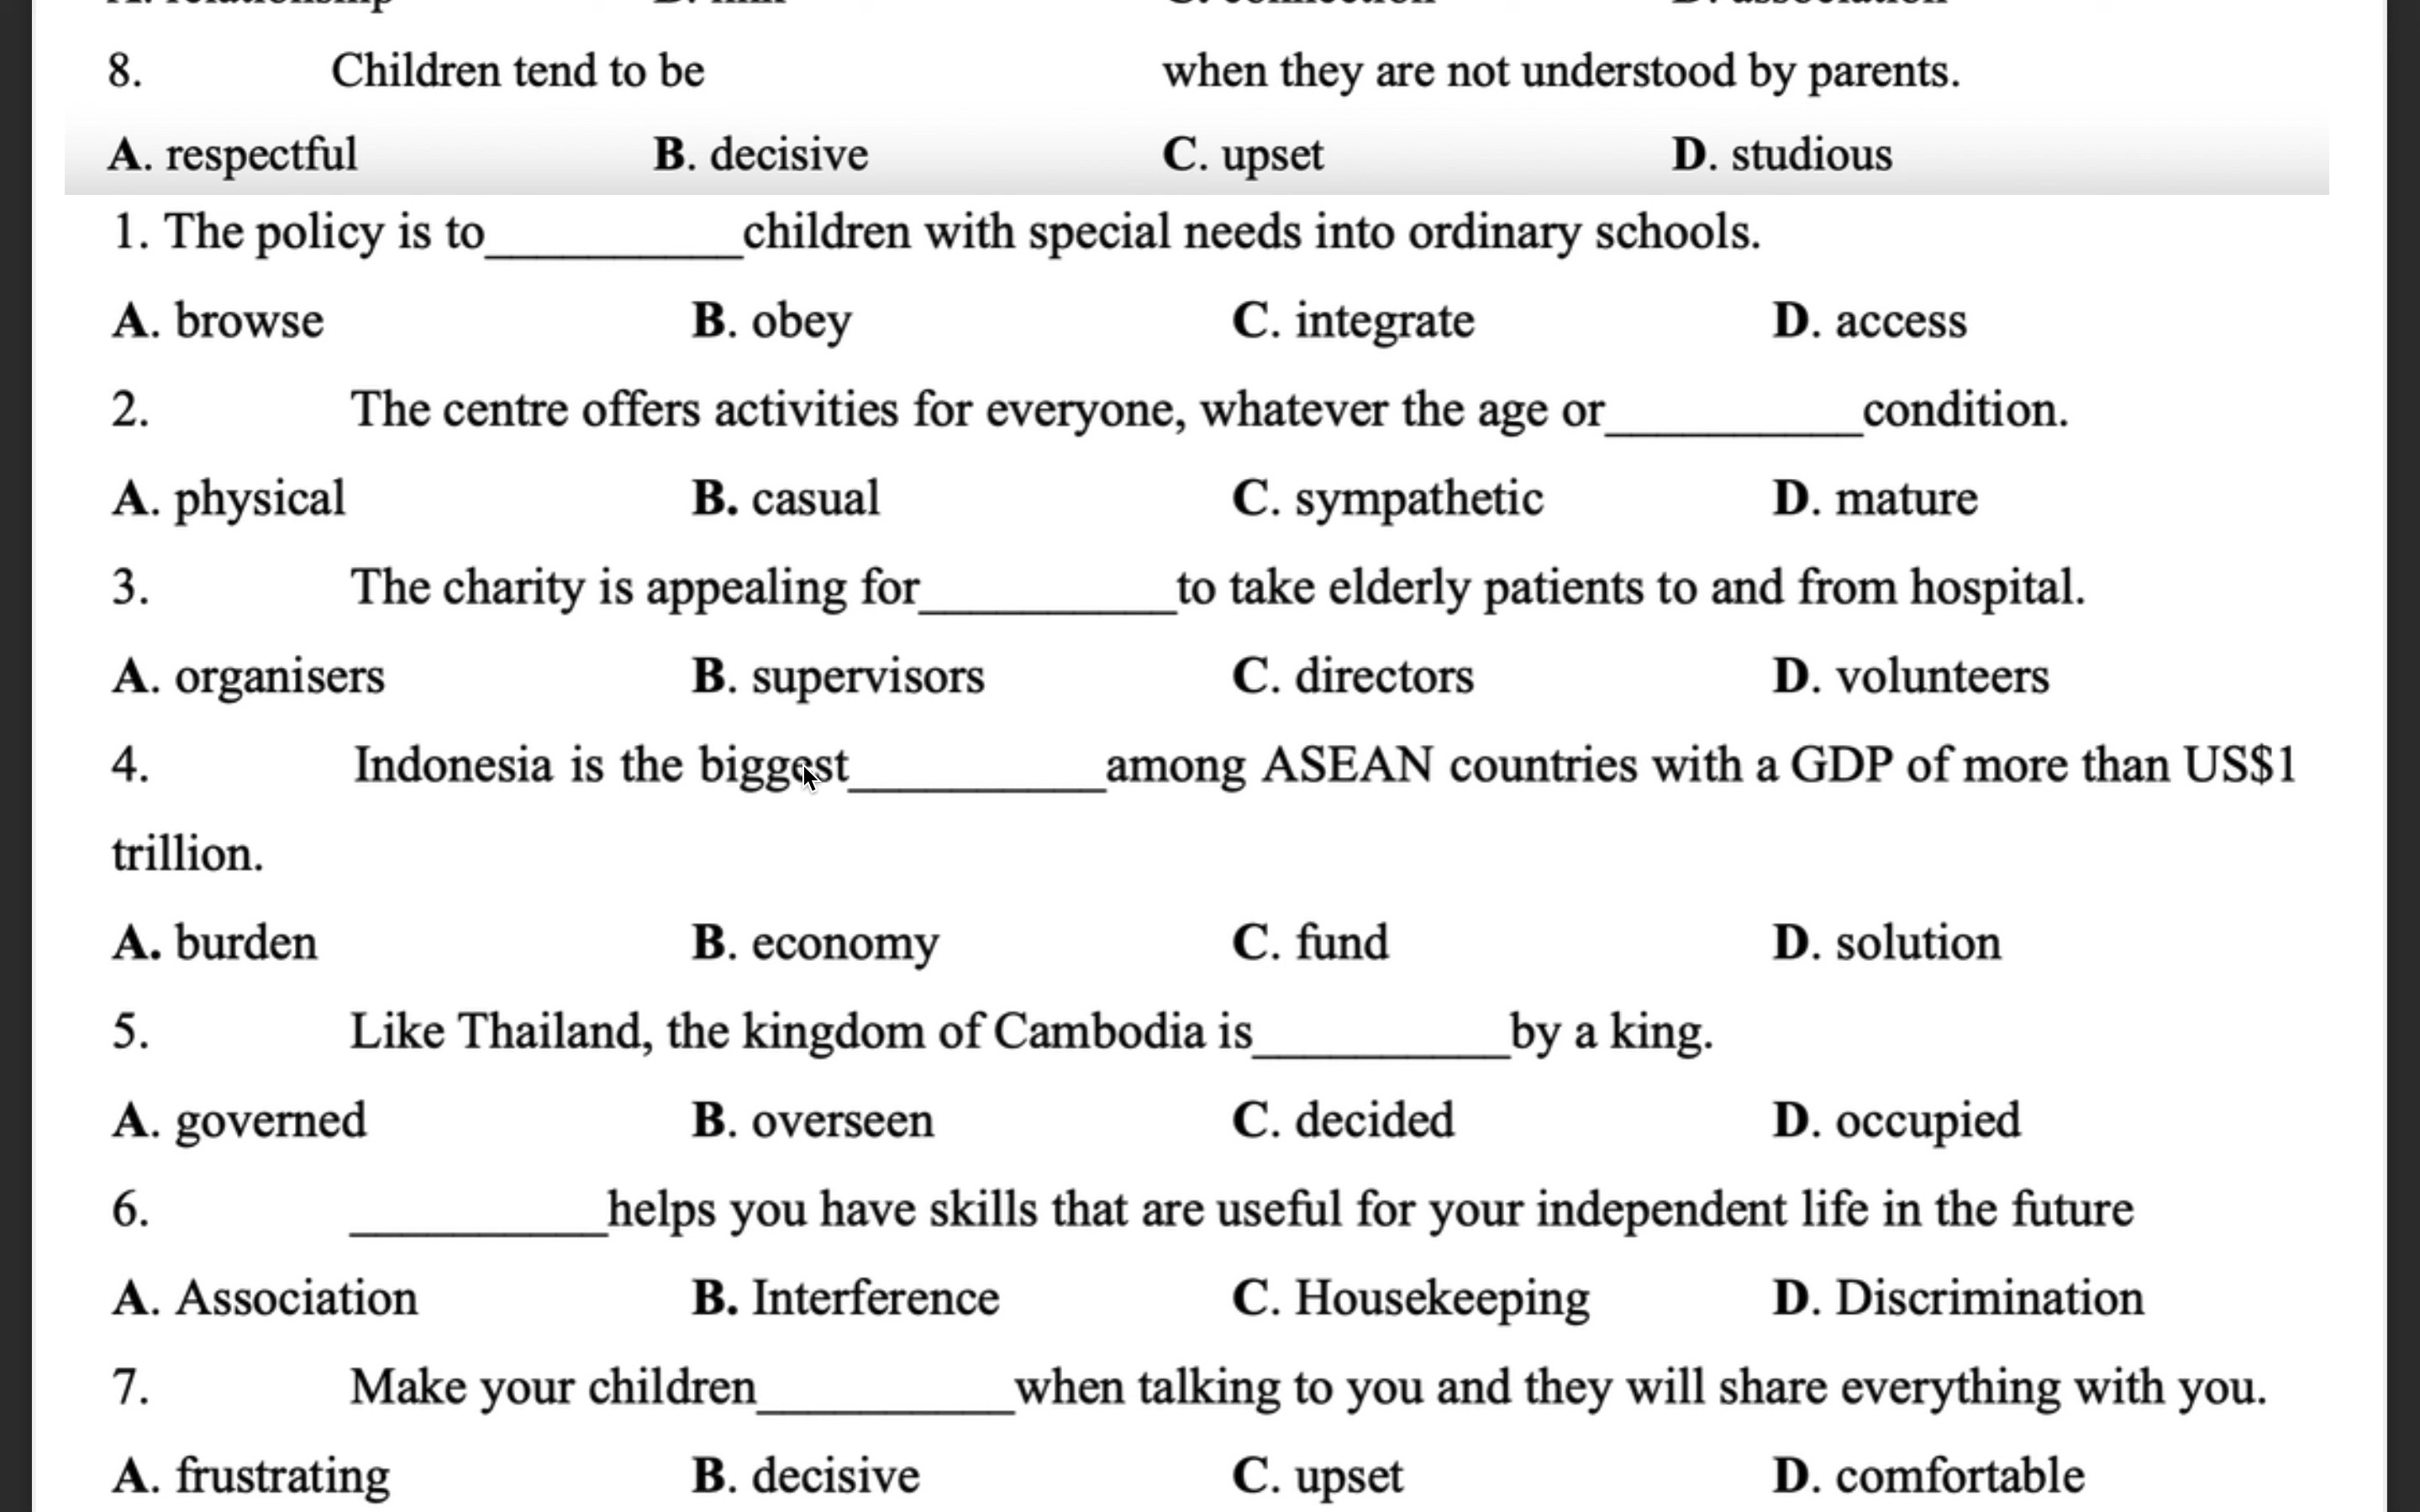 8. Children tend to be when they are not understood by parents.
A. respectful B. decisive C. upset D. studious
1. The policy is to__________children with special needs into ordinary schools.
A. browse B. obey C. integrate D. access
2. The centre offers activities for everyone, whatever the age or__________condition.
A. physical B. casual C. sympathetic D. mature
3. The charity is appealing for__________to take elderly patients to and from hospital.
A. organisers B. supervisors C. directors D. volunteers
4. Indonesia is the biggest__________among ASEAN countries with a GDP of more than US$1
trillion.
A. burden B. economy C. fund D. solution
5. Like Thailand, the kingdom of Cambodia is__________by a king.
A. governed B. overseen C. decided D. occupied
6. __________helps you have skills that are useful for your independent life in the future
A. Association B. Interference C. Housekeeping D. Discrimination
7. Make your children__________when talking to you and they will share everything with you.
A. frustrating B. decisive C. upset D. comfortable